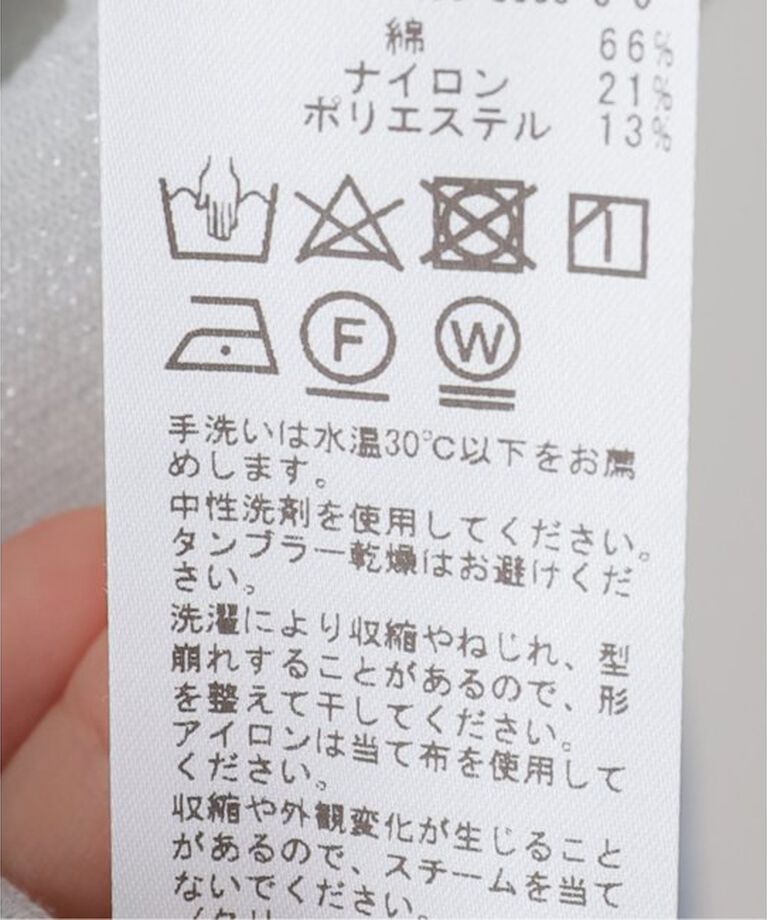 綿 66%
ナイロン 21%
ポリエステル 13%
F W
手洗いは水温30℃以下をお薦
めします。
中性洗剤を使用してください。
タンブラー乾燥はお避けくだ
さい。
洗濯により収縮やねじれ、型
崩れすることがあるので、形
を整えて干してください。
アイロンは当て布を使用して
ください。
収縮や外観変化が生じること
があるので、スチームを当て
ないでください。